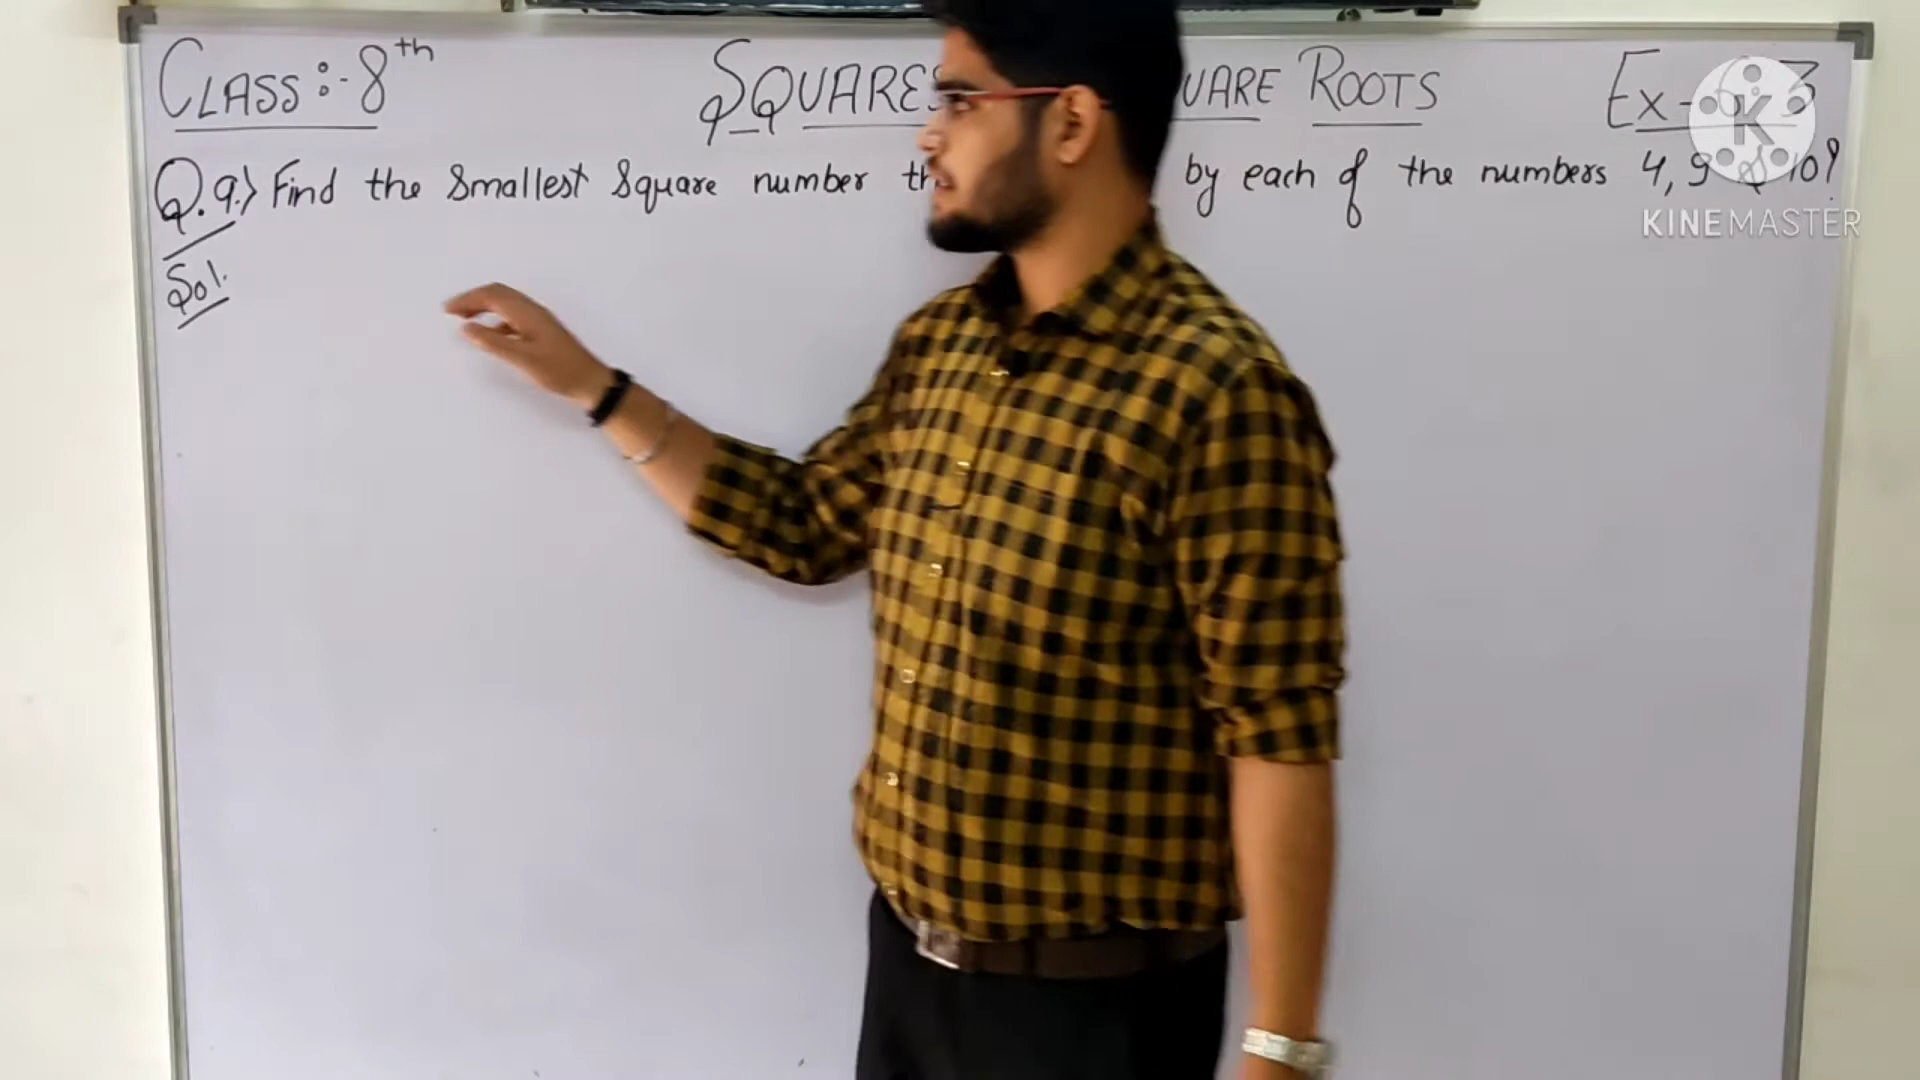 CLASS:-8th SQUARES UARE ROOTS Ex-
Q.9.> Find the Smallest Square number by each of the numbers 4, 9 & 10?
Sol.
K
KINEMASTER